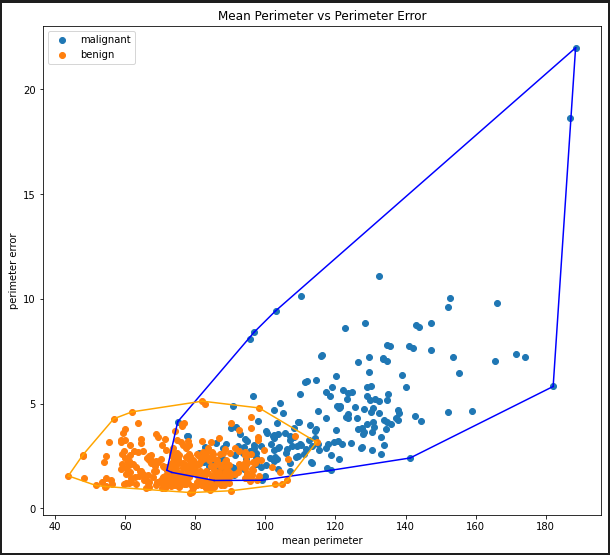 Mean Perimeter vs Perimeter Error
malignant
benign
20
15
10
5
0
perimeter error
40
60
80
100
120
140
160
180
mean perimeter